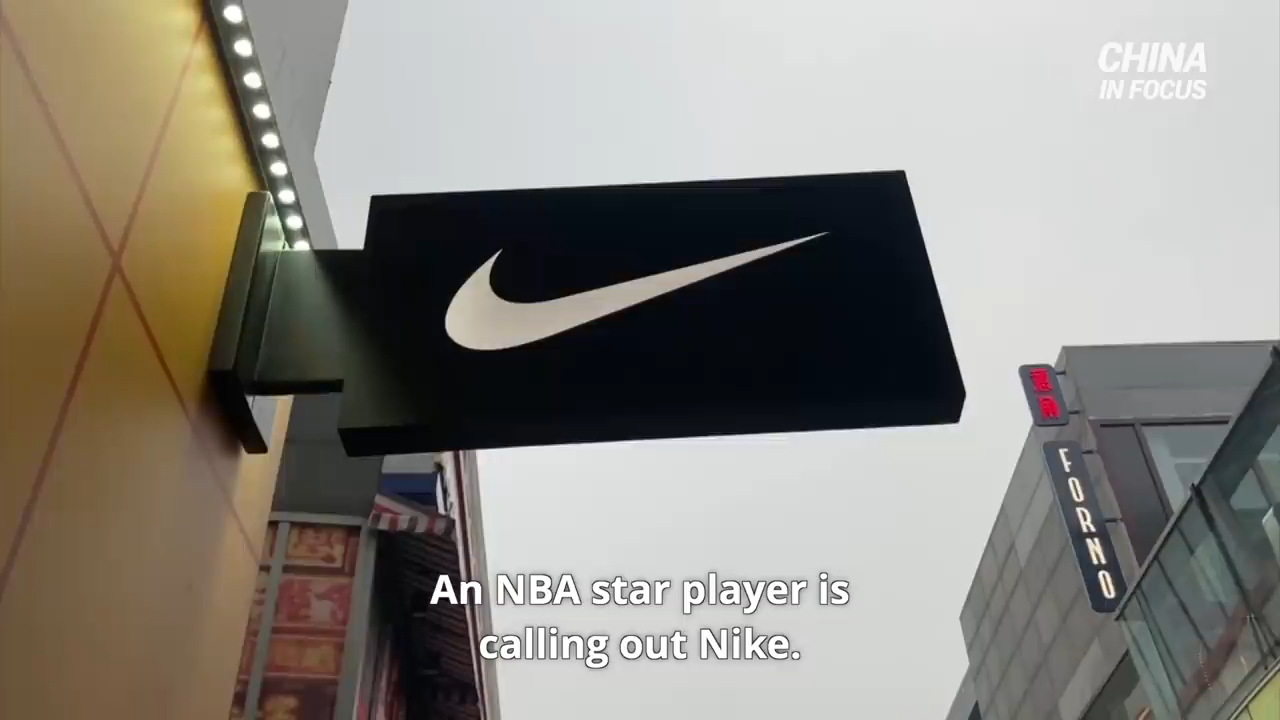 CHINA
IN FOCUS
FORNO
An NBA star player is
calling out Nike.